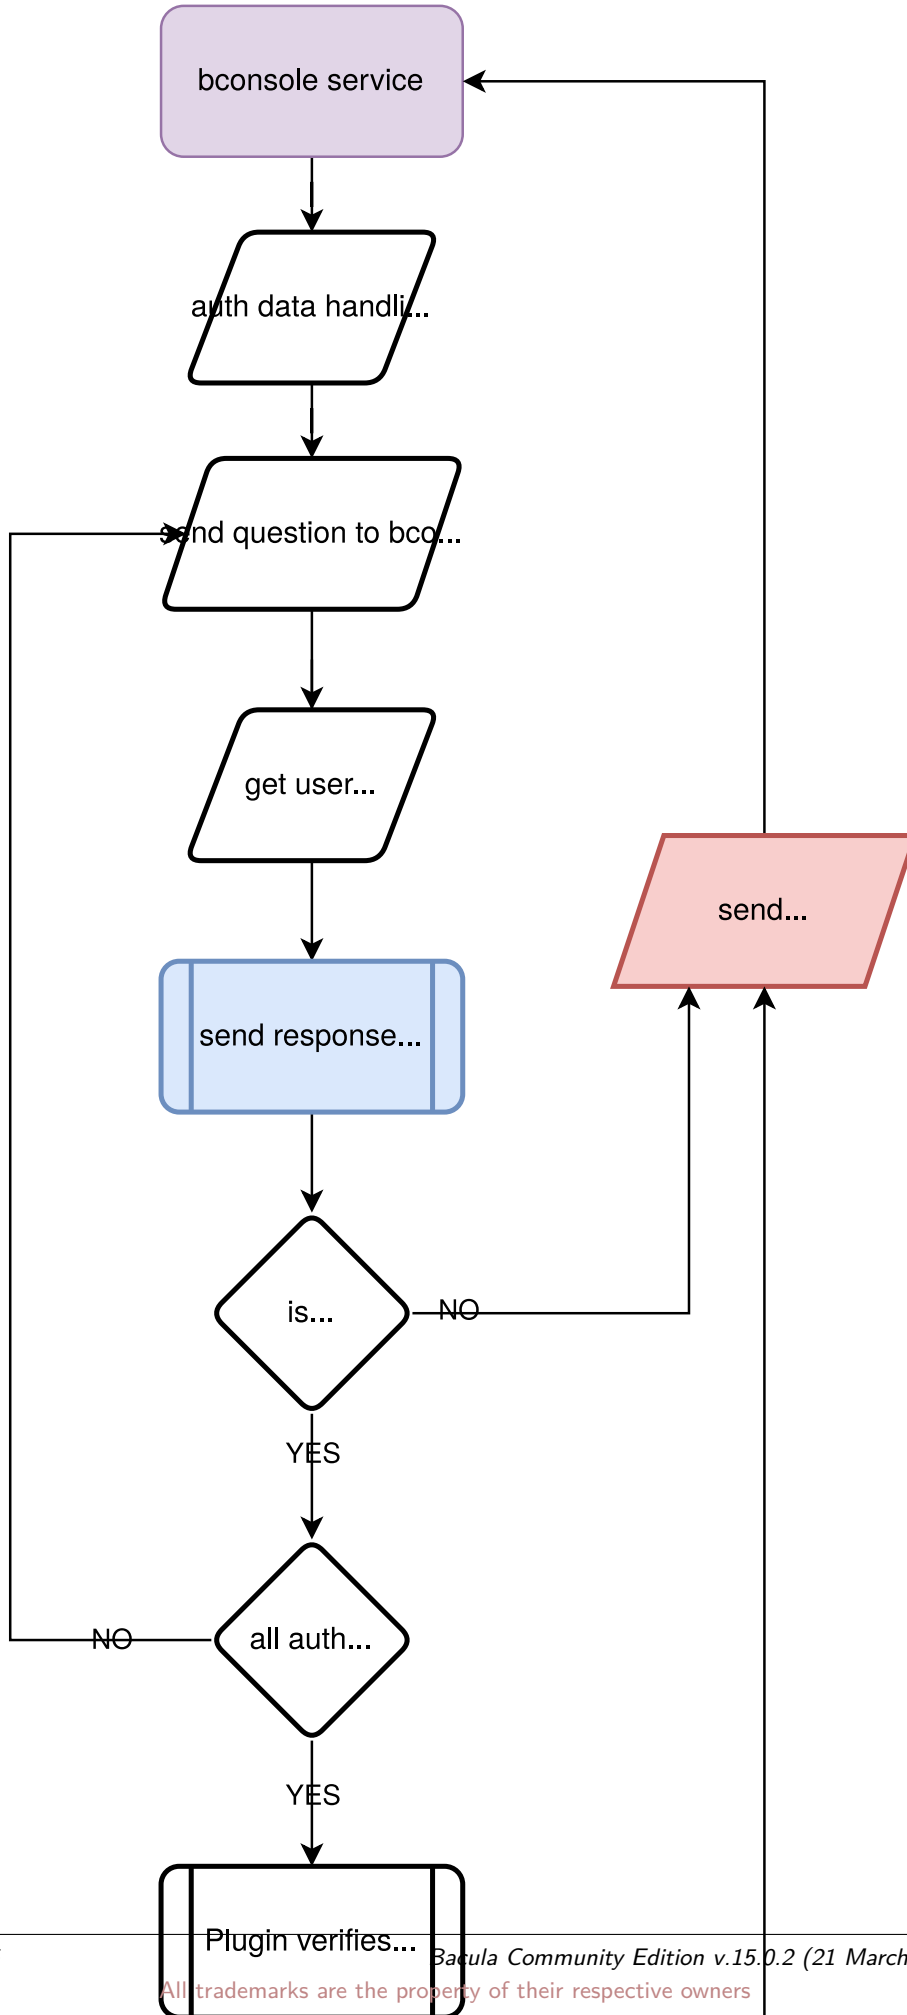 bconsole service
auth data handli...
send question to bco...
get user...
send...
send response...
is...
NO
YES
all auth...
NO
YES
Plugin verifies...
Bacula Community Edition v.15.0.2 (21 March
All trademarks are the property of their respective owners